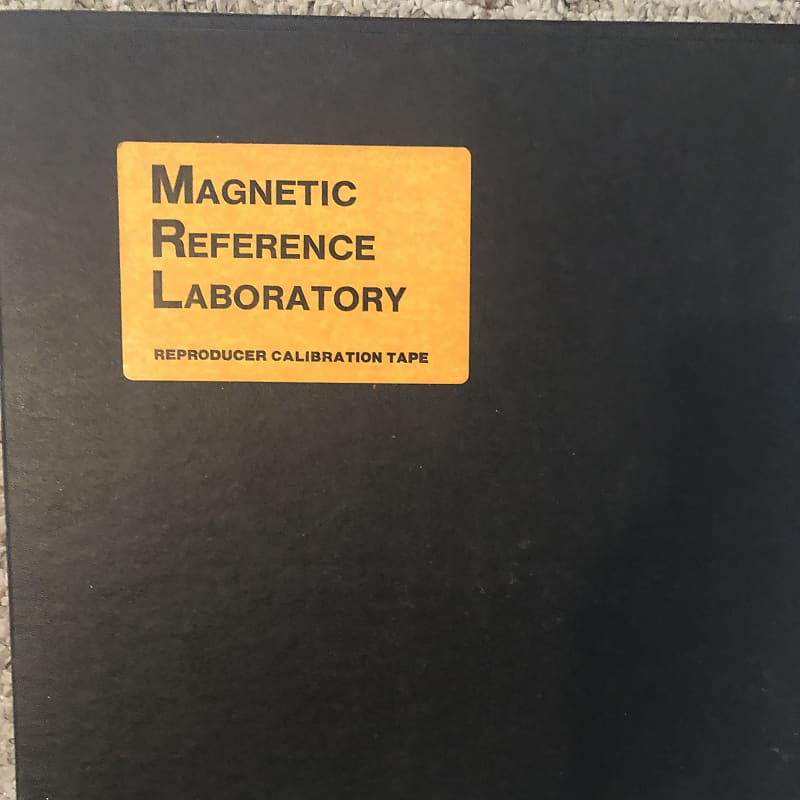 MAGNETIC
REFERENCE
LABORATORY
REPRODUCER CALIBRATION TAPE